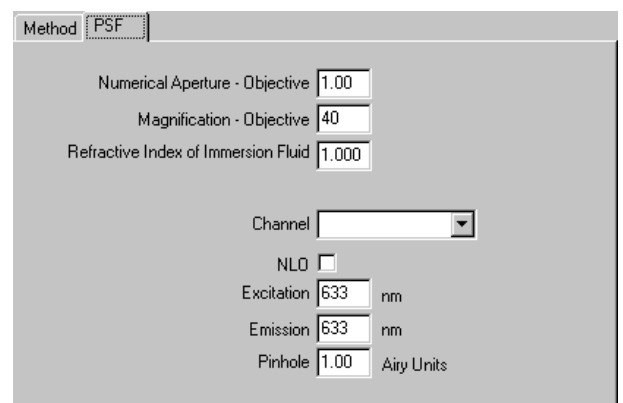 Method PSF
Numerical Aperture - Objective 1.00
Magnification - Objective 40
Refractive Index of Immersion Fluid 1.000
Channel
NLO
Excitation 633 nm
Emission 633 nm
Pinhole 1.00 Airy Units